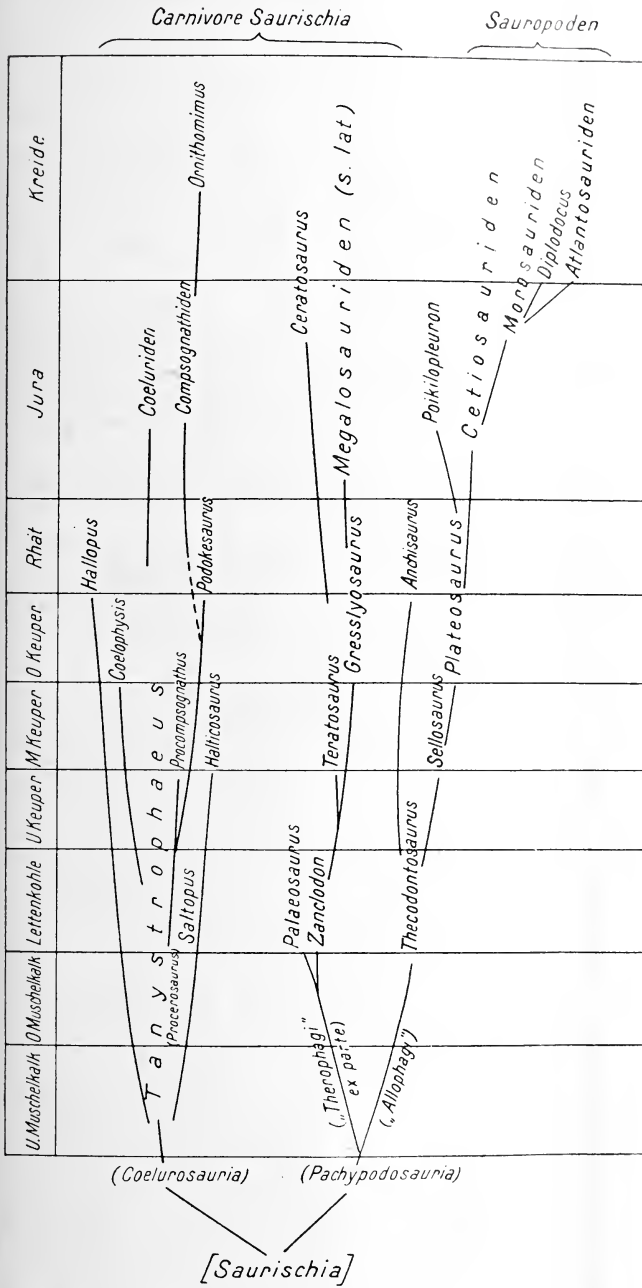 Carnivore Saurischia
Sauropoden
U. Muschelkalk
O Muschelkalk
Lettenkohle
U Keuper
M Keuper
O Keuper
Rhät
Jura
Kreide.
Hallopus
Coelophysis
Coeluriden
Tanystrophaeus
(Procerosaurus)
Procompsognathus
Compsognathiden
Ornithomimus
Saltopus
Halticosaurus
Podokesaurus
Ceratosaurus
Palaeosaurus
Zanclodon
Teratosaurus
Gresslyosaurus
Megalosauriden (s. lat)
(„Therophagi"
ex parte)
(„Allophagi")
Thecodontosaurus
Anchisaurus
Sellosaurus
Plateosaurus
Poikilopleuron
Cetiosauriden
Morosauriden
Diplodocus
Atlantosauriden
(Coelurosauria)
(Pachypodosauria)
[Saurischia]